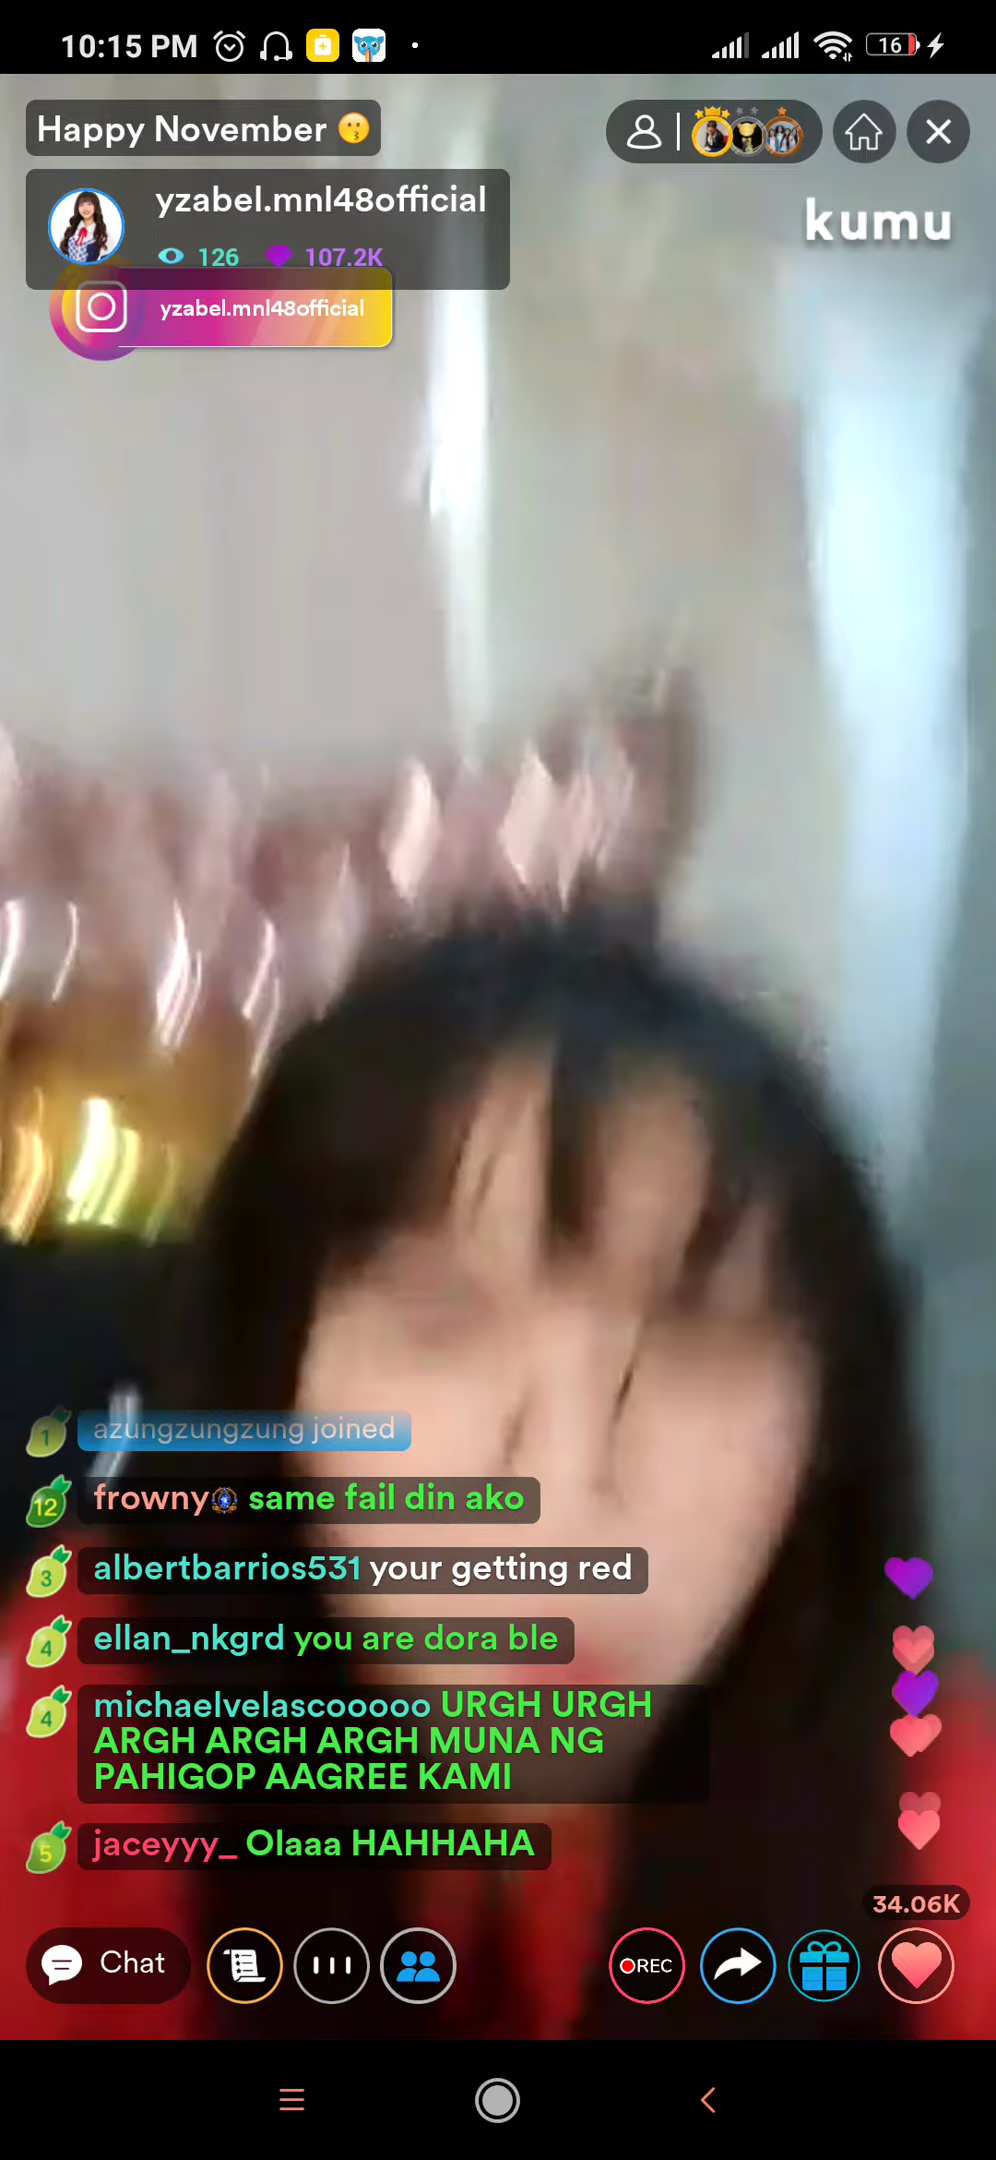 10:15 PM
16
Happy November
yzabel.mnl48official
126 107.2K
kumu
yzabel.mnl48official
1 azungzungzung joined
12 frowny same fail din ako
3 albertbarrios531 your getting red
4 ellan_nkgrd you are dora ble
4 michaelvelascooooo URGH URGH
ARGH ARGH ARGH MUNA NG
PAHIGOP AAGREE KAMI
5 jaceyyy_ Olaaa HAHHAHA
34.06K
Chat
REC